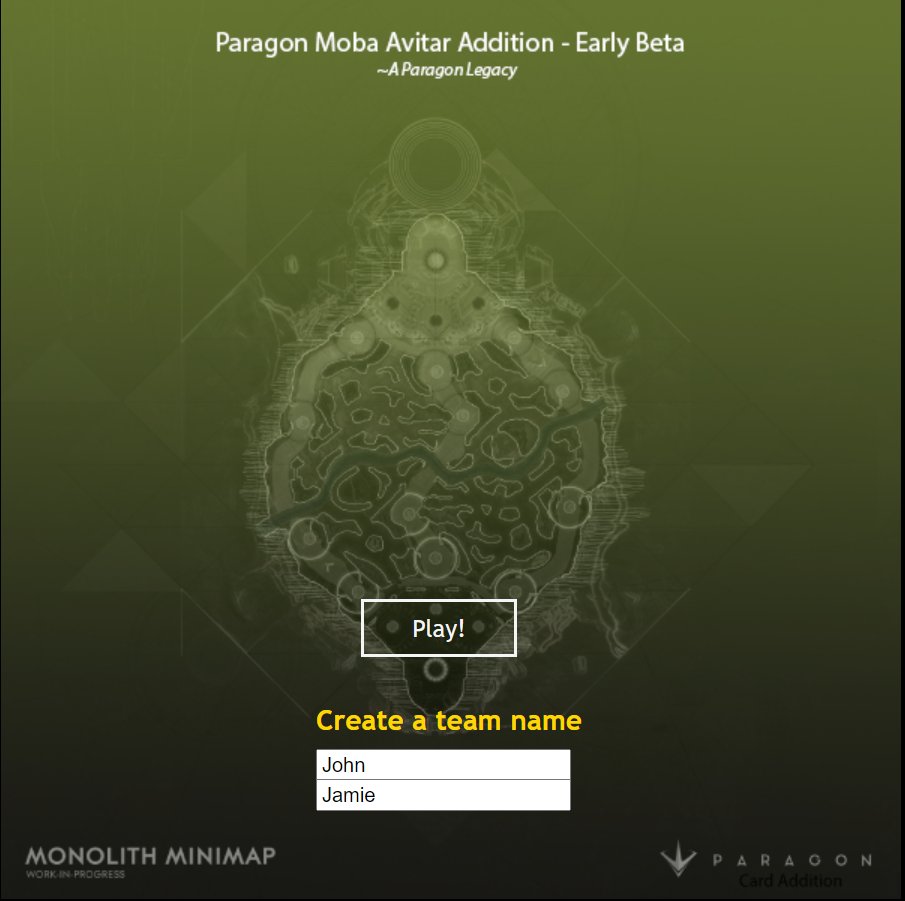 Paragon Moba Avitar Addition - Early Beta
~A Paragon Legacy
Play!
Create a team name
John
Jamie
MONOLITH MINIMAP
WORK-IN-PROGRESS
PARAGON
Card Addition